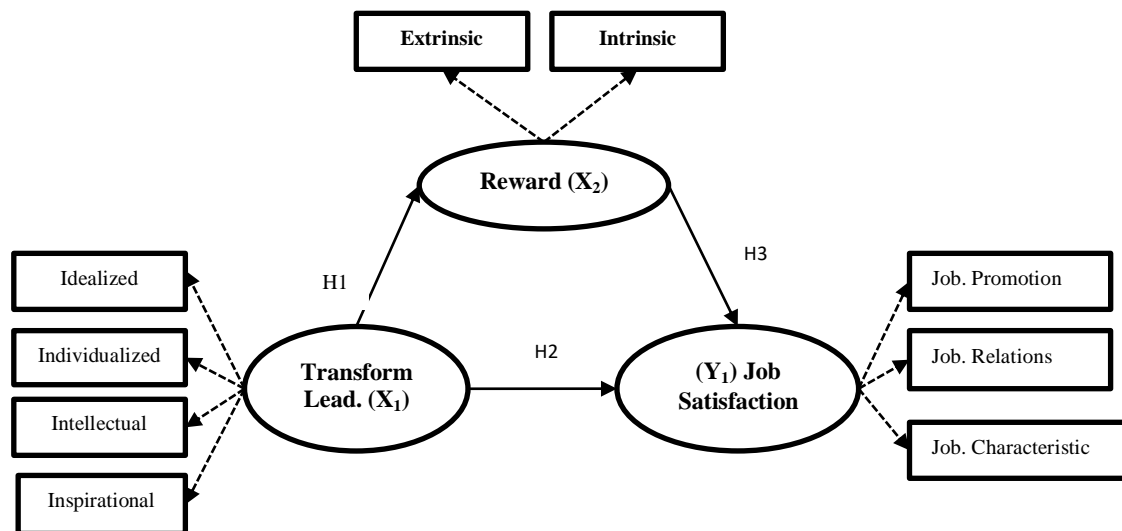 Extrinsic
Intrinsic
Reward (X₂)
H1
H3
Idealized
Individualized
Intellectual
Inspirational
Transform
Lead. (X₁)
H2
(Y₁) Job
Satisfaction
Job. Promotion
Job. Relations
Job. Characteristic